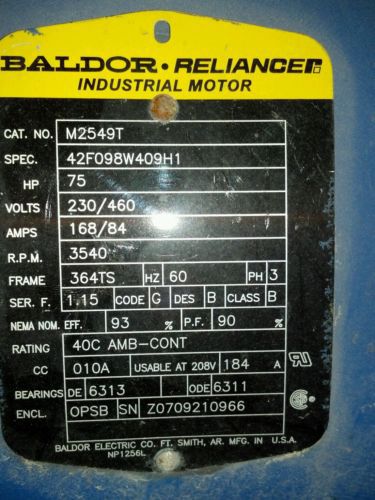 BALDOR • RELIANCER
INDUSTRIAL MOTOR
CAT. NO. M2549T
SPEC. 42F098W409H1
HP 75
VOLTS 230/460
AMPS 168/84
R.P.M. 3540
FRAME 364TS HZ 60 PH 3
SER. F. 1.15 CODE G DES B CLASS B
NEMA NOM. EFF. 93 % P.F. 90 %
RATING 40C AMB-CONT
CC 010A USABLE AT 208V 184 A
BEARINGS DE 6313 ODE 6311
ENCL. OPSB SN Z0709210966
BALDOR ELECTRIC CO. FT. SMITH, AR. MFG. IN U.S.A.
NP1256L